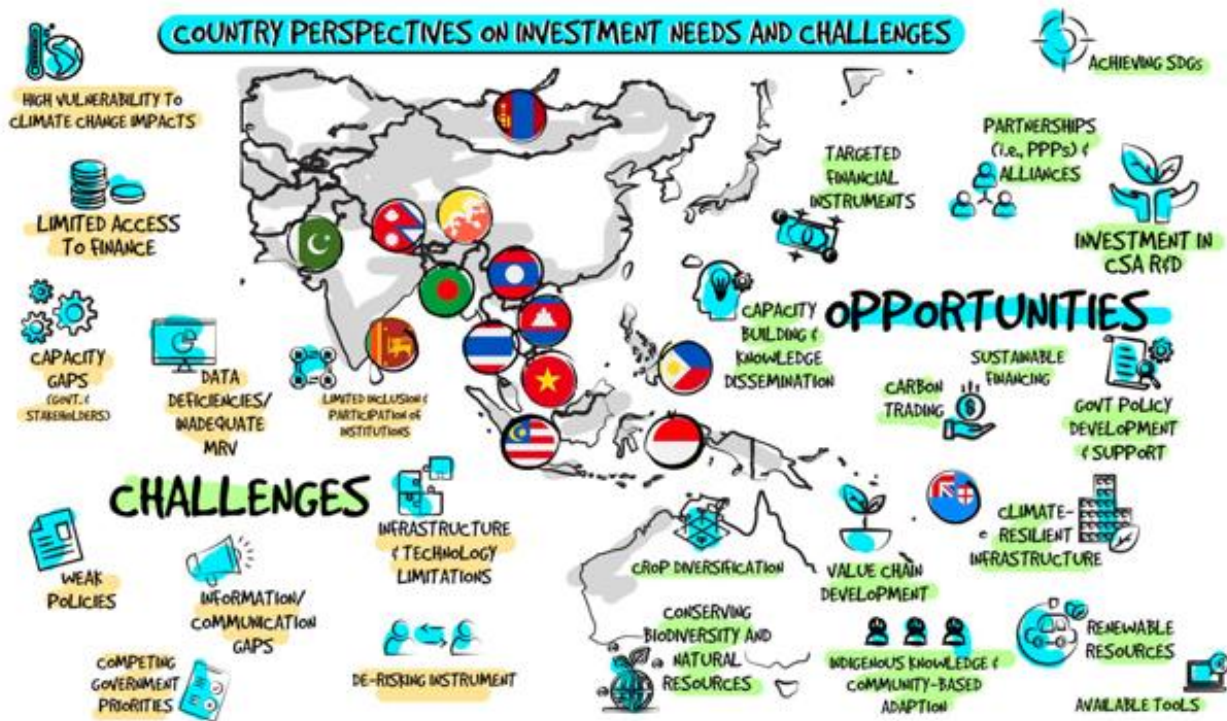 COUNTRY PERSPECTIVES ON INVESTMENT NEEDS AND CHALLENGES
HIGH VULNERABILITY TO
CLIMATE CHANGE IMPACTS
LIMITED ACCESS
TO FINANCE
CAPACITY
GAPS
(GOVT. &
STAKEHOLDERS)
DATA
DEFICIENCIES/
INADEQUATE
MRV
LIMITED INCLUSION &
PARTICIPATION OF
INSTITUTIONS
CHALLENGES
INFRASTRUCTURE
& TECHNOLOGY
LIMITATIONS
WEAK
POLICIES
INFORMATION/
COMMUNICATION
GAPS
COMPETING
GOVERNMENT
PRIORITIES
DE-RISKING INSTRUMENT
ACHIEVING SDGs
TARGETED
FINANCIAL
INSTRUMENTS
PARTNERSHIPS
(i.e., PPPs) &
ALLIANCES
INVESTMENT IN
CSA R&D
OPPORTUNITIES
CAPACITY
BUILDING &
KNOWLEDGE
DISSEMINATION
CARBON
TRADING
SUSTAINABLE
FINANCING
GOVT POLICY
DEVELOPMENT
& SUPPORT
CROP DIVERSIFICATION
VALUE CHAIN
DEVELOPMENT
CLIMATE-
RESILIENT
INFRASTRUCTURE
CONSERVING
BIODIVERSITY AND
NATURAL
RESOURCES
INDIGENOUS KNOWLEDGE &
COMMUNITY-BASED
ADAPTION
RENEWABLE
RESOURCES
AVAILABLE TOOLS